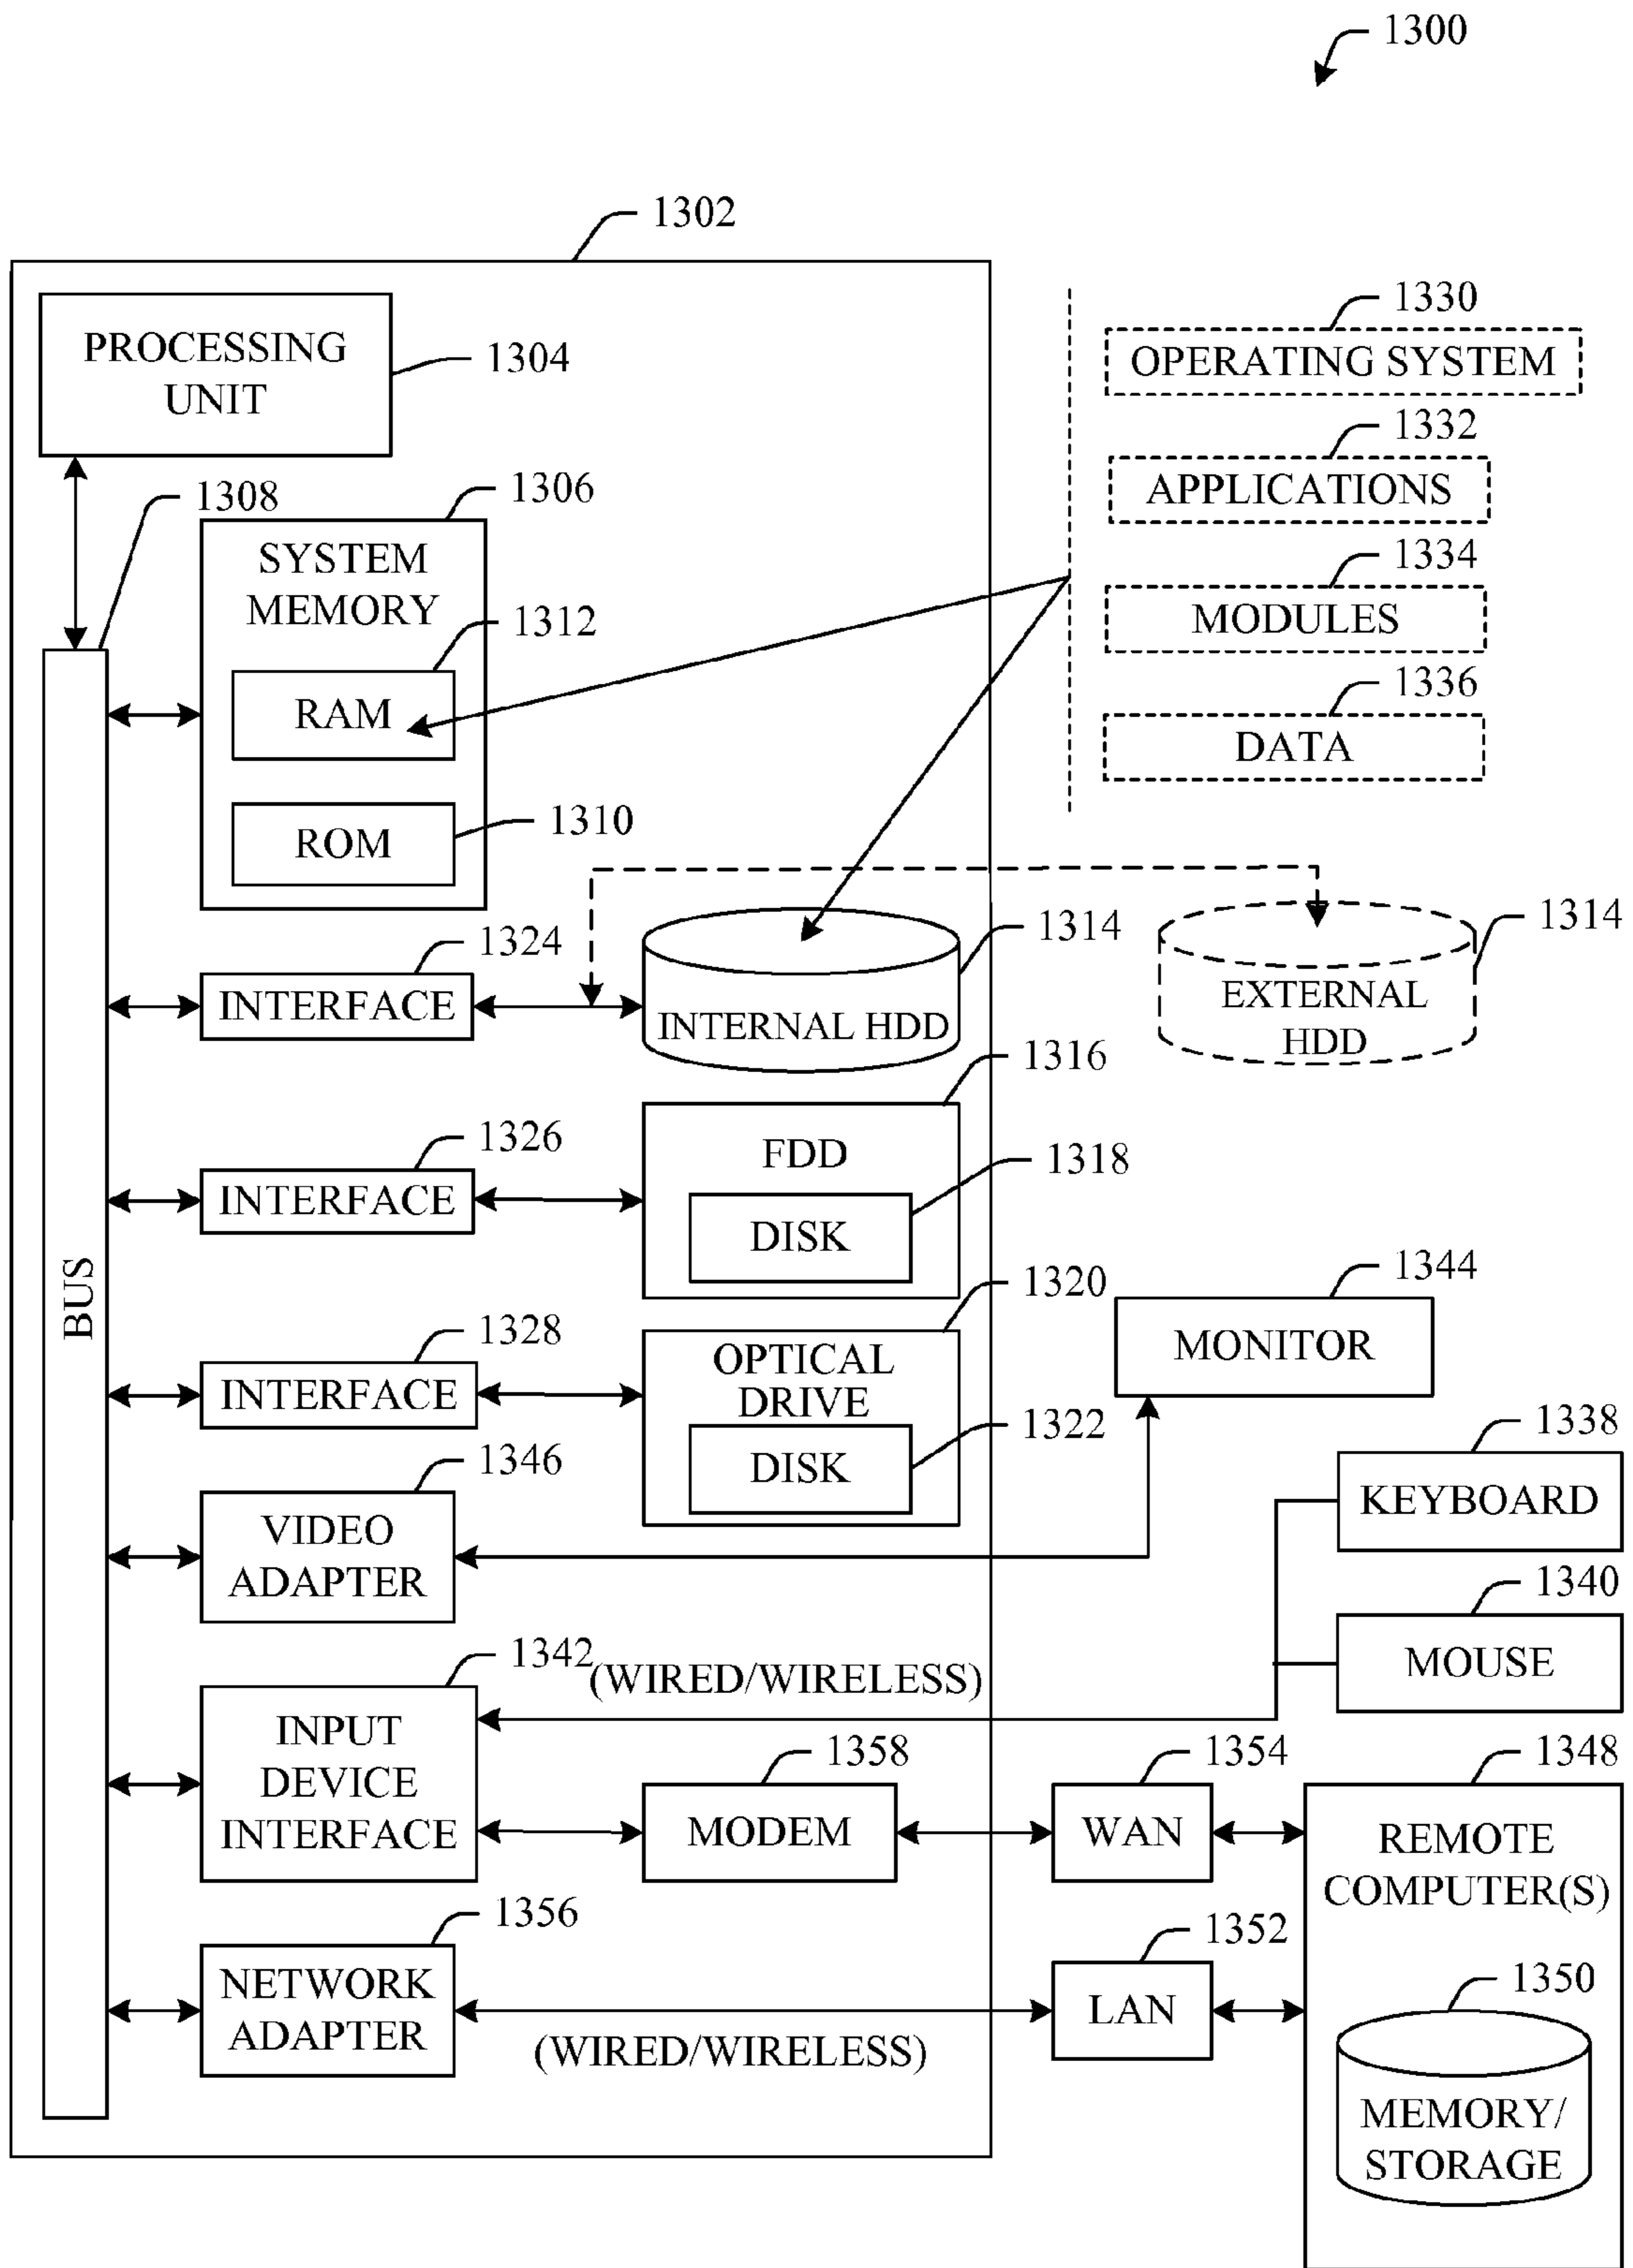 1300
1302
PROCESSING
UNIT
1304
1330
OPERATING SYSTEM
1332
APPLICATIONS
1334
MODULES
1336
DATA
1308
1306
SYSTEM
MEMORY
1312
RAM
1310
ROM
1324
INTERFACE
1314
INTERNAL HDD
1314
EXTERNAL
HDD
1316
1326
INTERFACE
FDD
1318
DISK
BUS
1320
1328
INTERFACE
OPTICAL
DRIVE
1322
DISK
1344
MONITOR
1338
KEYBOARD
1346
VIDEO
ADAPTER
1340
MOUSE
1342
(WIRED/WIRELESS)
INPUT
DEVICE
INTERFACE
1358
MODEM
1354
WAN
1348
REMOTE
COMPUTER(S)
1356
NETWORK
ADAPTER
(WIRED/WIRELESS)
1352
LAN
1350
MEMORY/
STORAGE